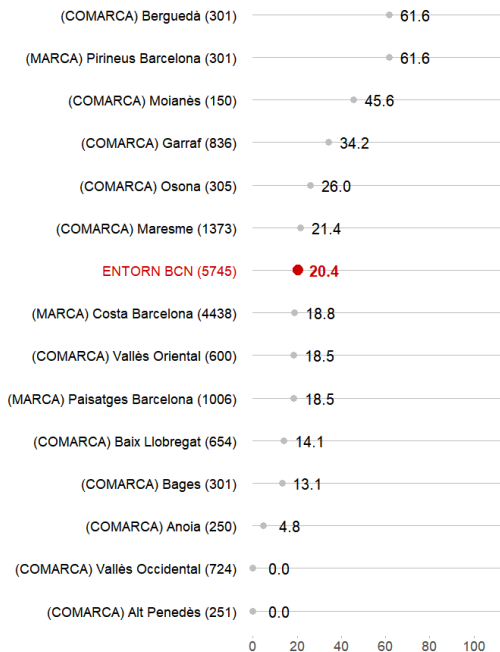 (COMARCA) Berguedà (301) 61.6
(MARCA) Pirineus Barcelona (301) 61.6
(COMARCA) Moianès (150) 45.6
(COMARCA) Garraf (836) 34.2
(COMARCA) Osona (305) 26.0
(COMARCA) Maresme (1373) 21.4
ENTORN BCN (5745) 20.4
(MARCA) Costa Barcelona (4438) 18.8
(COMARCA) Vallès Oriental (600) 18.5
(MARCA) Paisatges Barcelona (1006) 18.5
(COMARCA) Baix Llobregat (654) 14.1
(COMARCA) Bages (301) 13.1
(COMARCA) Anoia (250) 4.8
(COMARCA) Vallès Occidental (724) 0.0
(COMARCA) Alt Penedès (251) 0.0
0 20 40 60 80 100